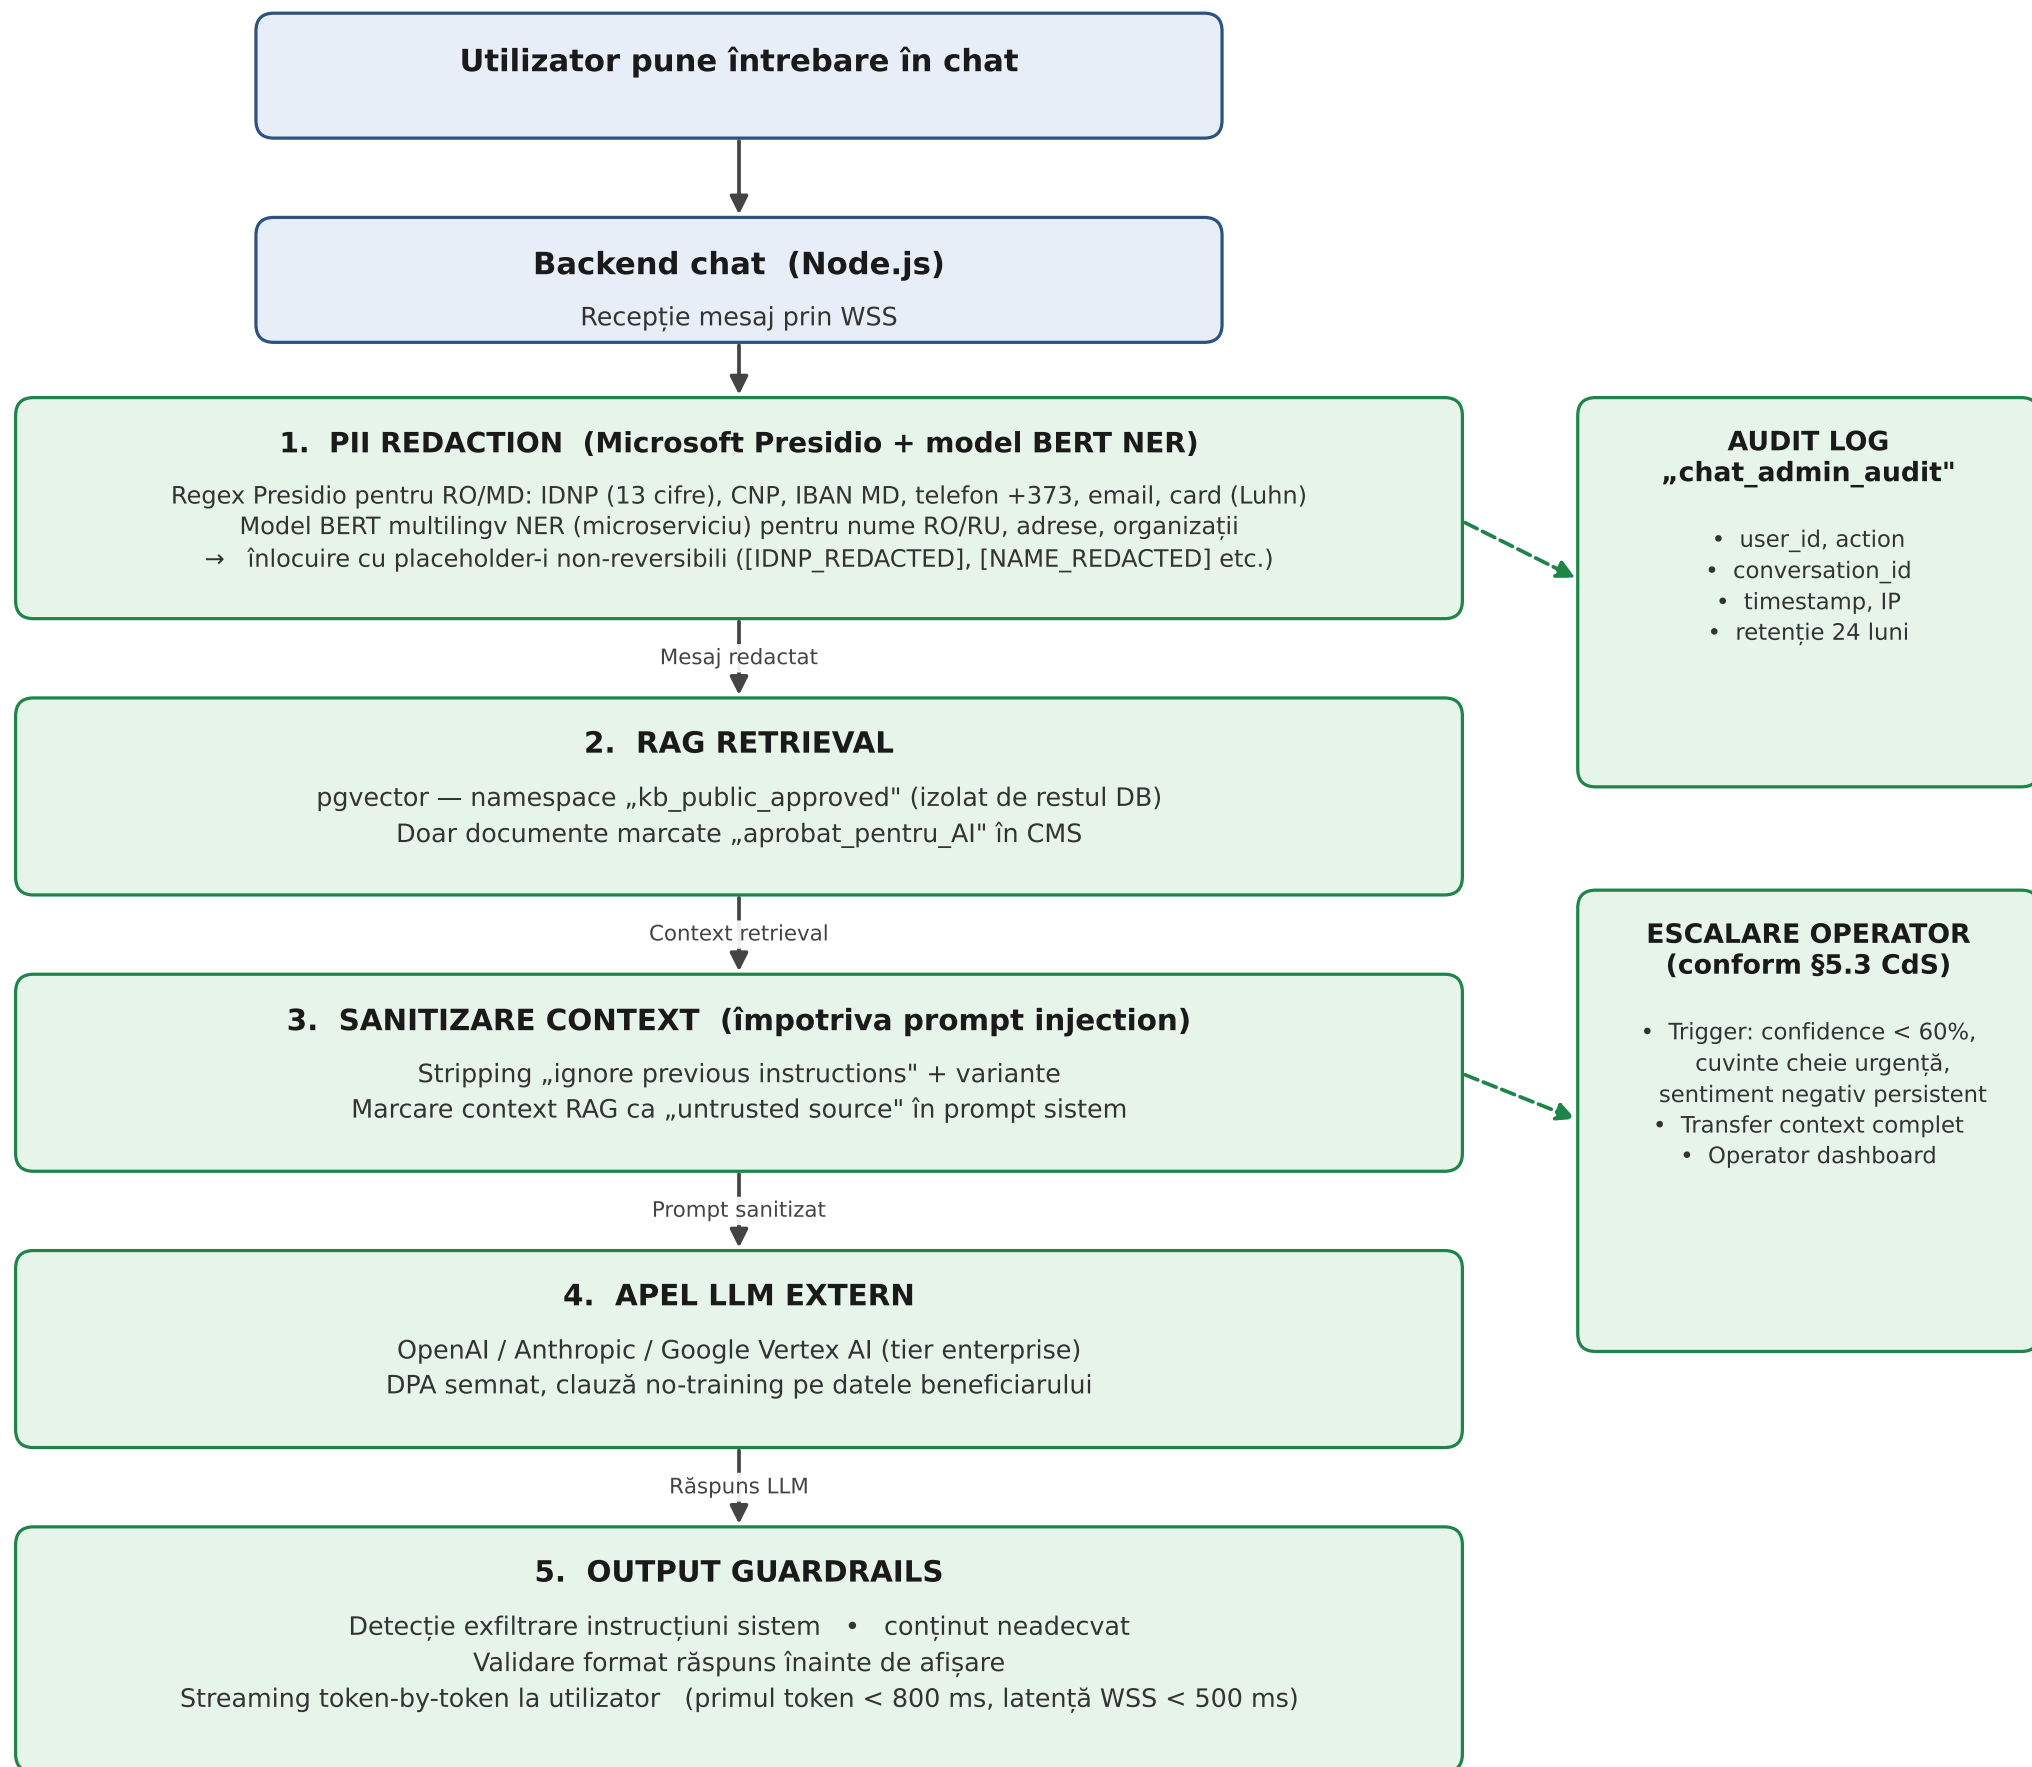 Utilizator pune întrebare în chat
Backend chat  (Node.js)
Recepție mesaj prin WSS
1.  PII REDACTION  (Microsoft Presidio + model BERT NER)
Regex Presidio pentru RO/MD: IDNP (13 cifre), CNP, IBAN MD, telefon +373, email, card (Luhn)
Model BERT multilingv NER (microserviciu) pentru nume RO/RU, adrese, organizații
→  înlocuire cu placeholder-i non-reversibili ([IDNP_REDACTED], [NAME_REDACTED] etc.)
AUDIT LOG
„chat_admin_audit"
• user_id, action
• conversation_id
• timestamp, IP
• retenție 24 luni
Mesaj redactat
2.  RAG RETRIEVAL
pgvector — namespace „kb_public_approved" (izolat de restul DB)
Doar documente marcate „aprobat_pentru_AI" în CMS
Context retrieval
3.  SANITIZARE CONTEXT  (împotriva prompt injection)
Stripping „ignore previous instructions" + variante
Marcare context RAG ca „untrusted source" în prompt sistem
ESCALARE OPERATOR
(conform §5.3 CdS)
• Trigger: confidence < 60%,
cuvinte cheie urgență,
sentiment negativ persistent
• Transfer context complet
• Operator dashboard
Prompt sanitizat
4.  APEL LLM EXTERN
OpenAI / Anthropic / Google Vertex AI (tier enterprise)
DPA semnat, clauză no-training pe datele beneficiarului
Răspuns LLM
5.  OUTPUT GUARDRAILS
Detecție exfiltrare instrucțiuni sistem  •  conținut neadecvat
Validare format răspuns înainte de afișare
Streaming token-by-token la utilizator  (primul token < 800 ms, latență WSS < 500 ms)